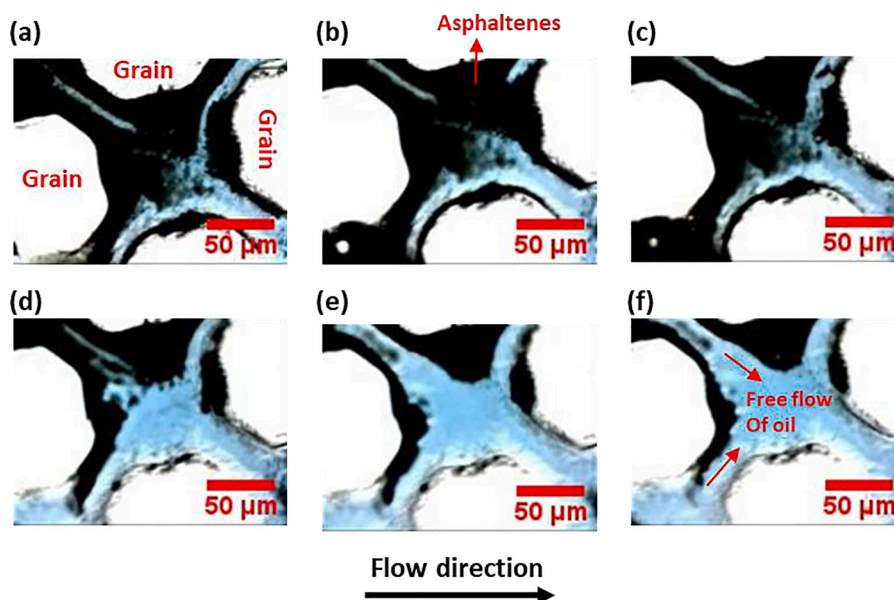 (a)
(b)
(c)
Asphaltenes
Grain
Grain
Grain
50 µm
50 µm
50 µm
(d)
(e)
(f)
Free flow
Of oil
50 µm
50 µm
50 µm
Flow direction